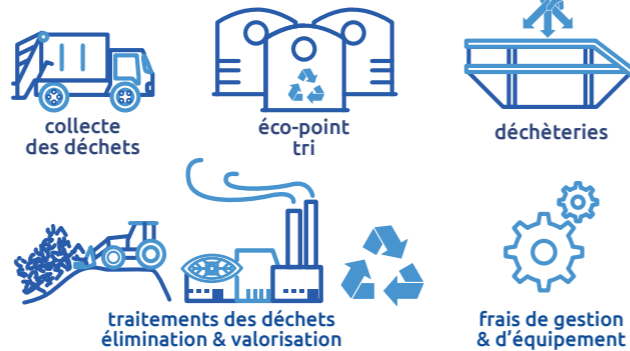 collecte
des déchets
éco-point
tri
déchèteries
traitements des déchets
élimination & valorisation
frais de gestion
& d'équipement